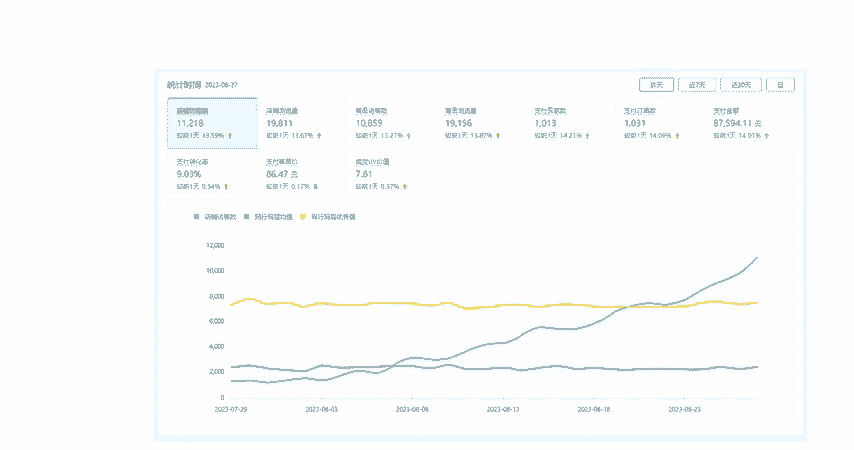 统计时间 2023-08-27
昨天 近7天 近30天 日
店铺访客数 店铺浏览量 商品访客数 商品浏览量 支付买家数 支付订单数 支付金额
11,218 19,811 10,859 19,156 1,013 1,031 87,594.11 元
较前1天 13.59% 较前1天 13.67% 较前1天 13.27% 较前1天 13.87% 较前1天 14.21% 较前1天 14.09% 较前1天 14.01%
支付转化率 支付客单价
9.03% 86.47 元 7.81
较前1天 0.54% 较前1天 0.17% 较前1天 0.37%
店铺访客数 同行同层均值 同行同层优秀值
12,000
10,000
8,000
6,000
4,000
2,000
0
2023-07-29 2023-08-03 2023-08-08 2023-08-13 2023-08-18 2023-08-23